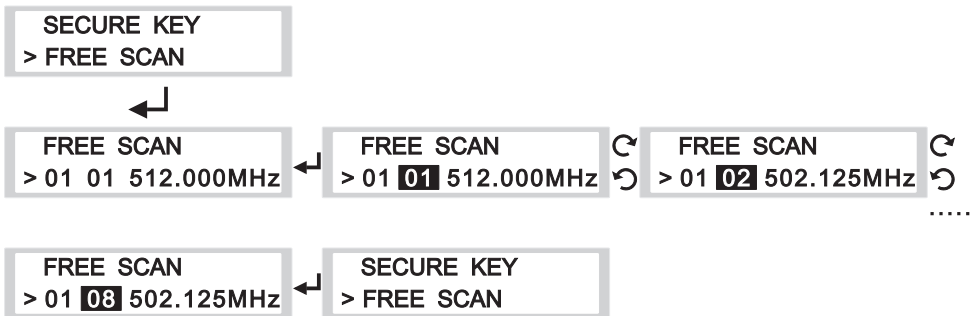 SECURE KEY
> FREE SCAN
FREE SCAN
> 01 01 512.000MHz
FREE SCAN
> 01 01 512.000MHz
FREE SCAN
> 01 02 502.125MHz
.....
FREE SCAN
> 01 08 502.125MHz
SECURE KEY
> FREE SCAN